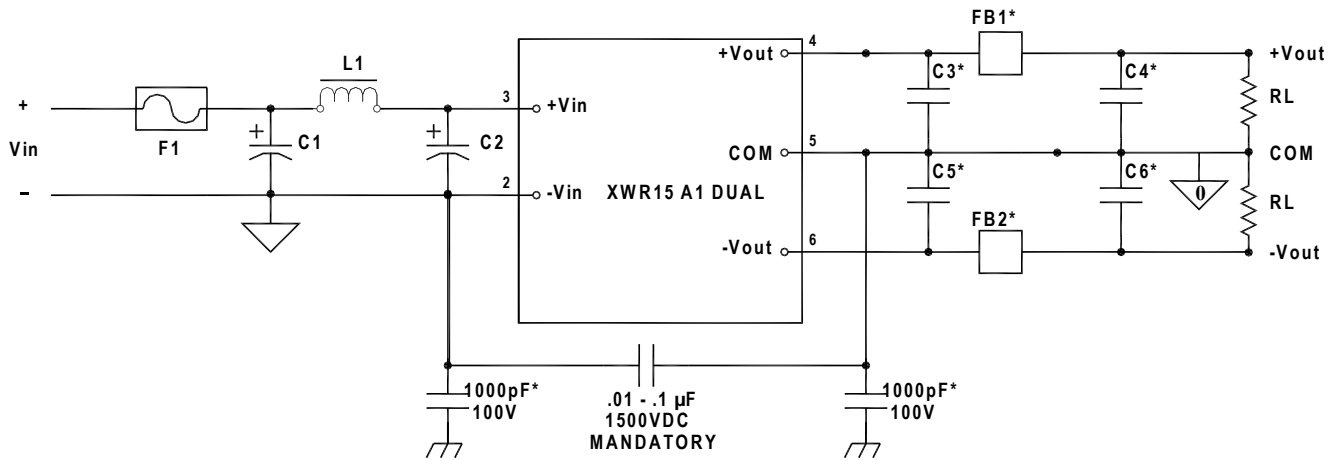 FB1*
4
+Vout
+Vout
C3*
C4*
RL
L1
3
+
+Vin
+
+
F1
C1
C2
Vin
5
COM
COM
2
-Vin
XWR15 A1 DUAL
C5*
C6*
0
RL
–
FB2*
6
-Vout
-Vout
1000pF*
100V
.01 - .1 µF
1500VDC
MANDATORY
1000pF*
100V